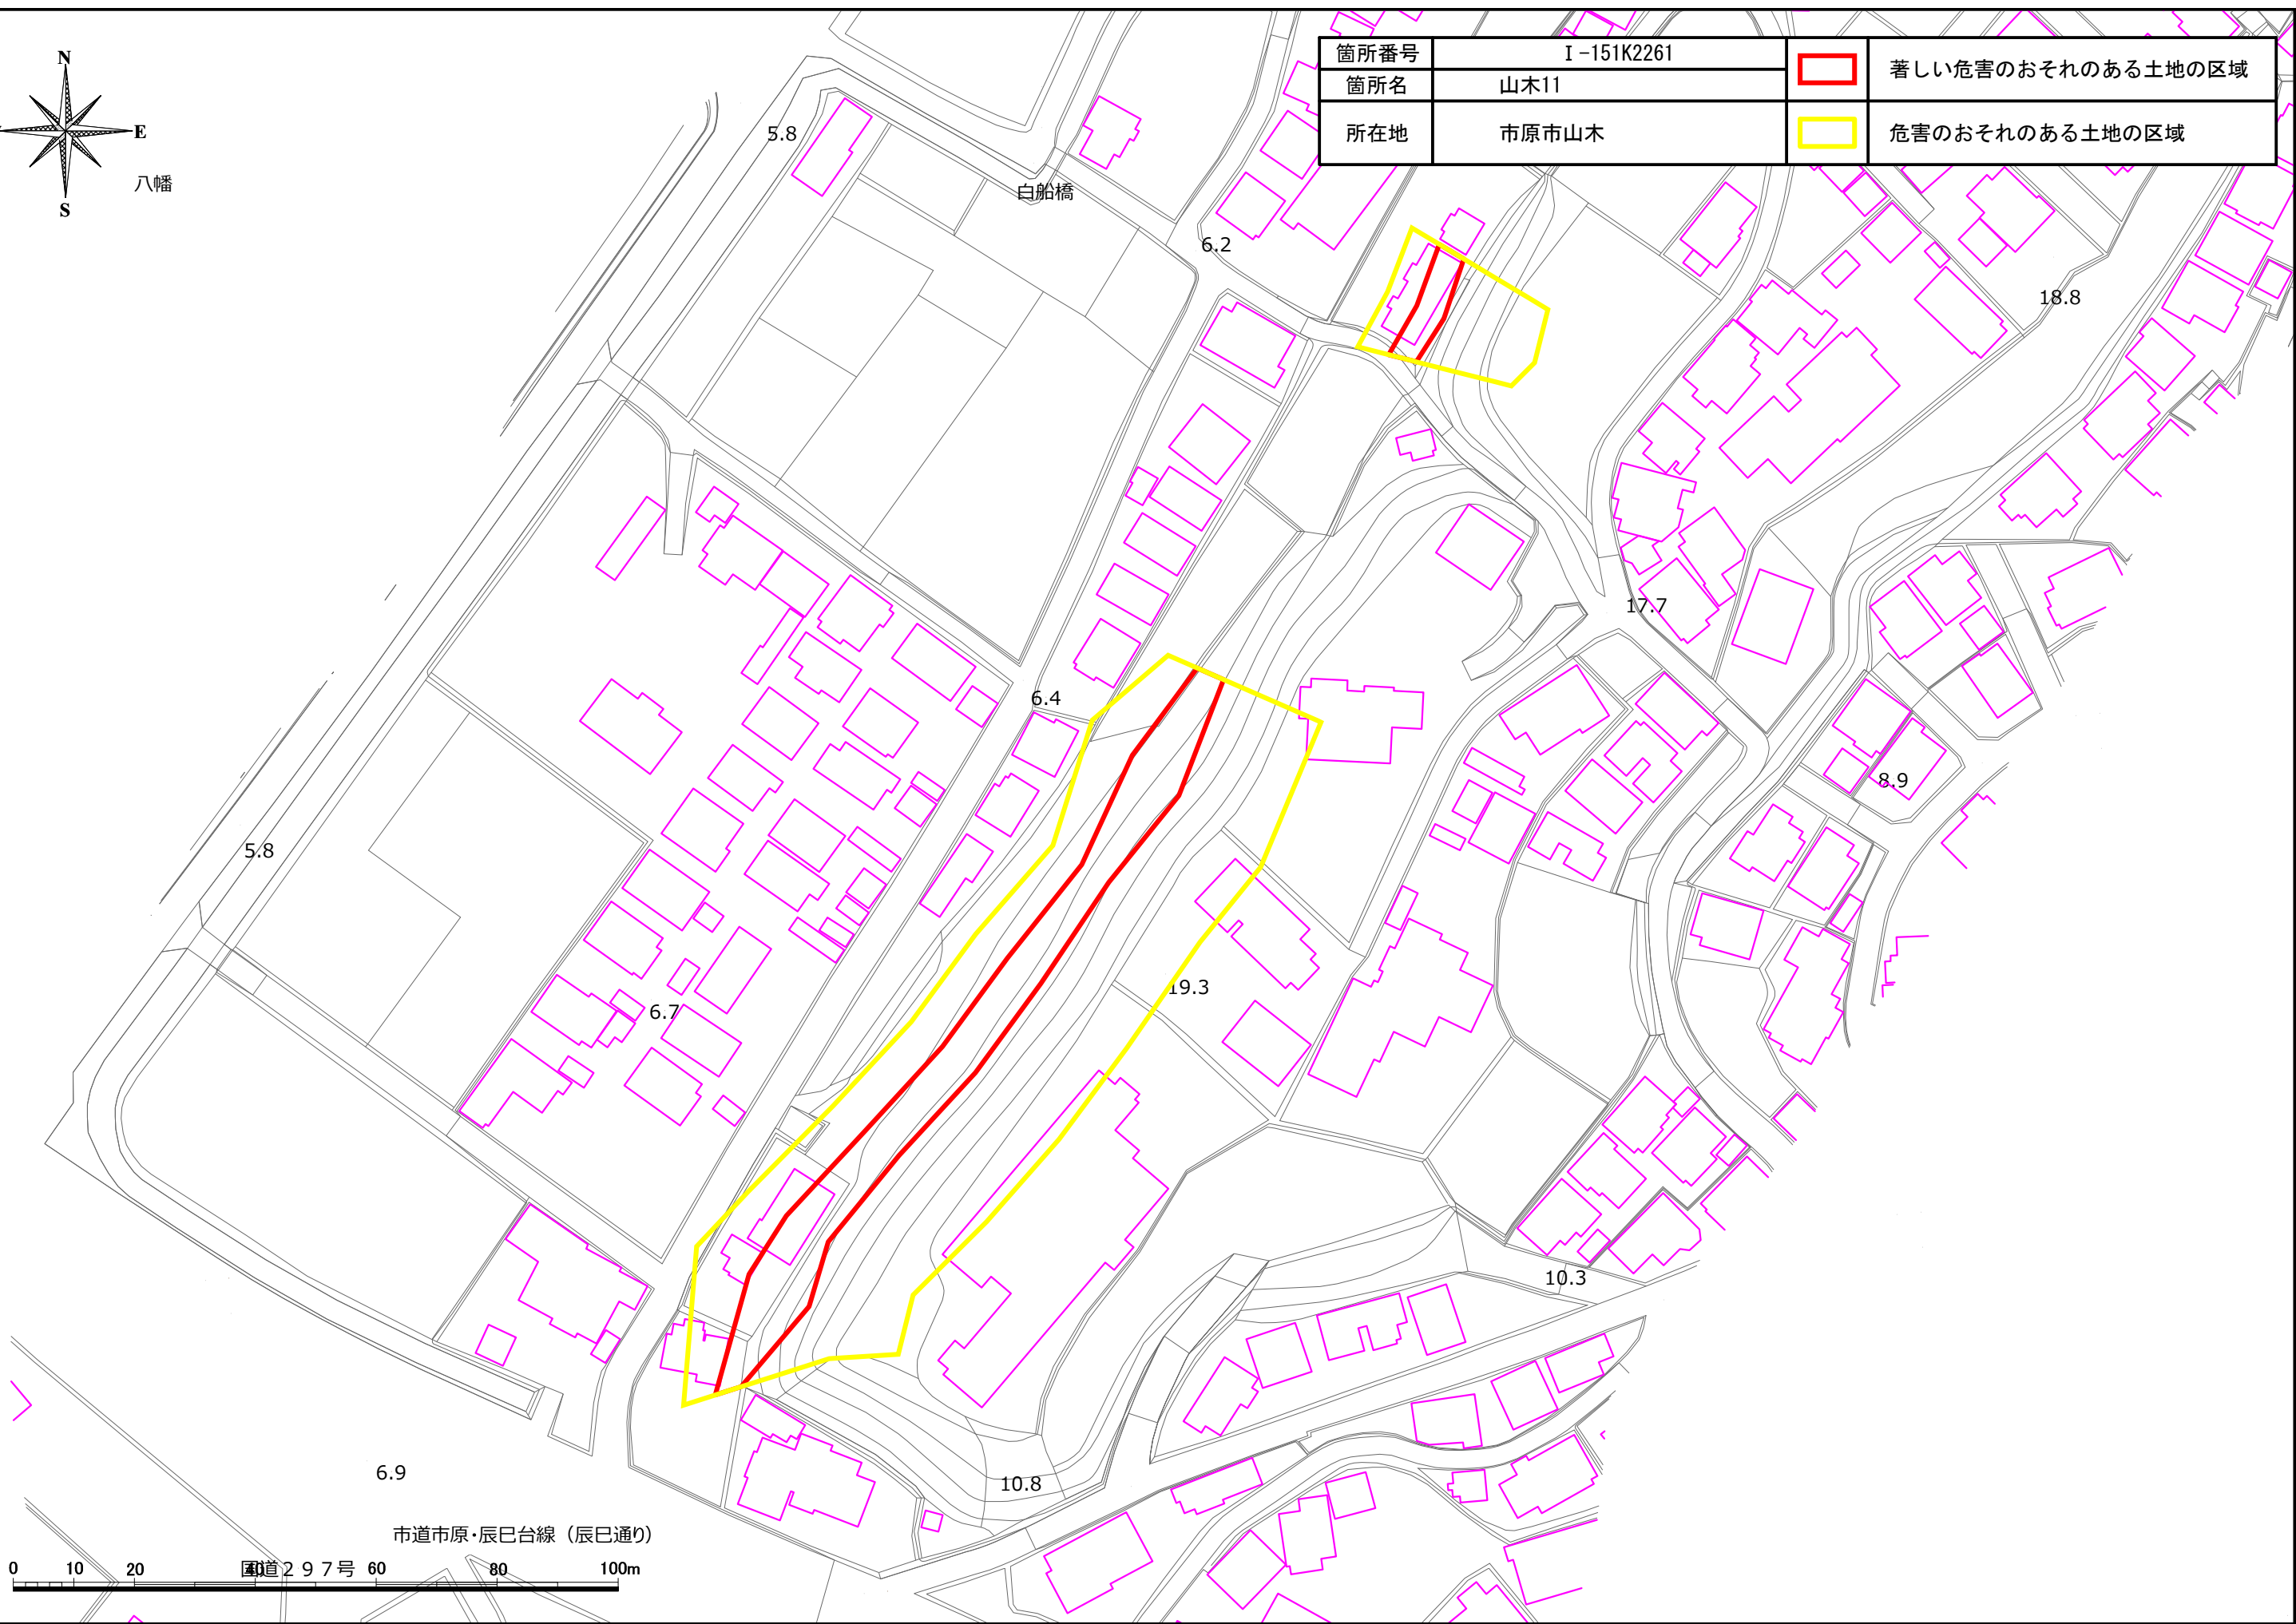 N
E
S
八幡
箇所番号 Ⅰ-151K2261
箇所名 山木11
所在地 市原市山木
著しい危害のおそれのある土地の区域
危害のおそれのある土地の区域
5.8
白船橋
6.2
18.8
17.7
6.4
8.9
5.8
19.3
6.7
10.3
6.9
10.8
市道市原・辰巳台線（辰巳通り）
国道２９７号
0 10 20 40 60 80 100m